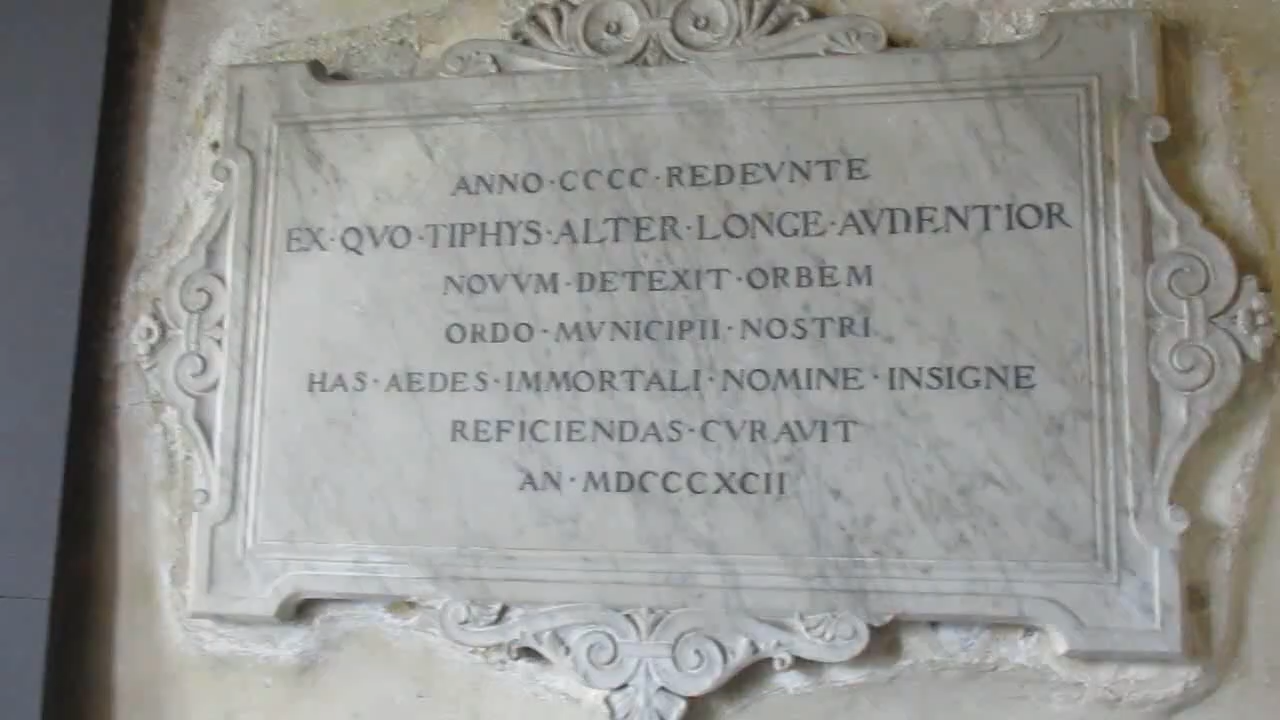 ANNO·CCCC·REDEVNTE
EX·QVO·TIPHYS·ALTER·LONGE·AVDENTIOR
NOVVM·DETEXIT·ORBEM
ORDO·MVNICIPII·NOSTRI
HAS·AEDES·IMMORTALI·NOMINE·INSIGNE
REFICIENDAS·CVRAVIT
AN·MDCCCXCII